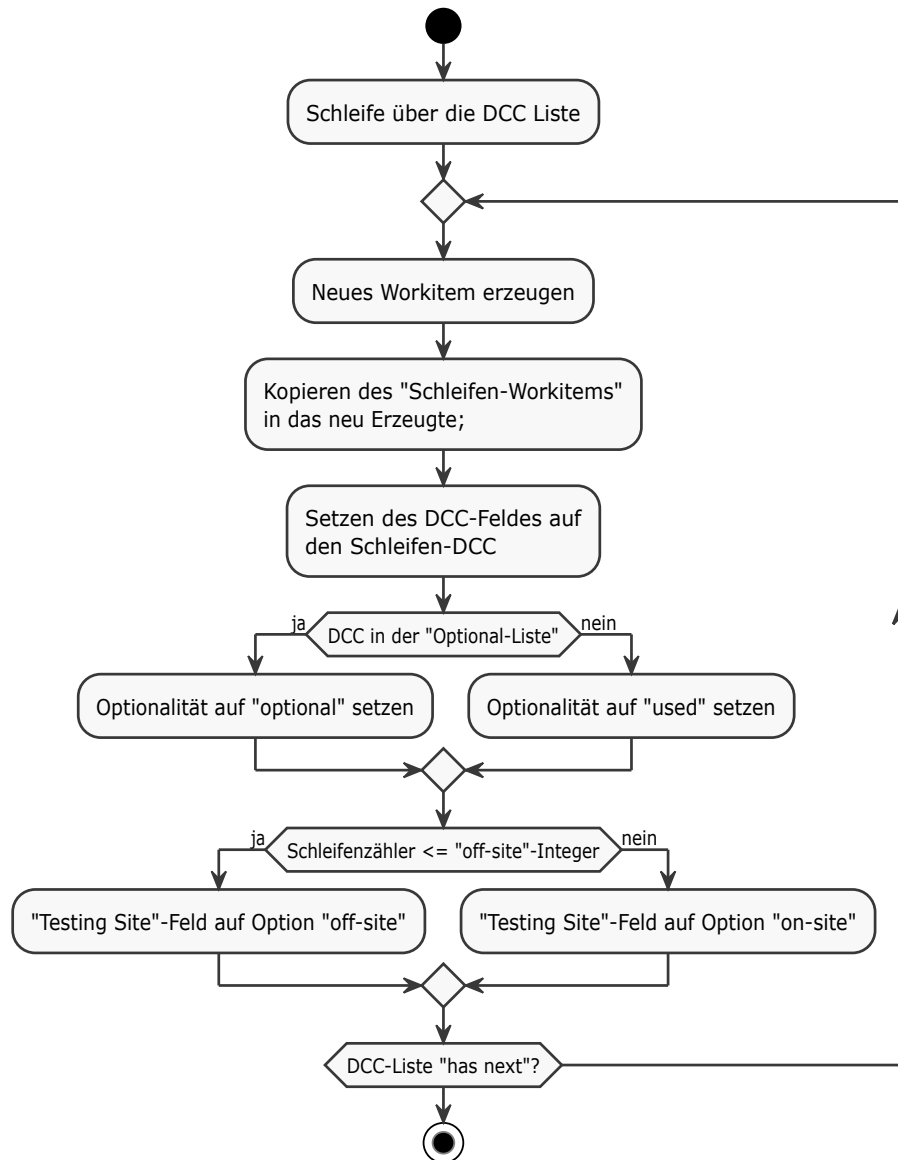 Schleife über die DCC Liste
Neues Workitem erzeugen
Kopieren des "Schleifen-Workitems"
in das neu Erzeugte;
Setzen des DCC-Feldes auf
den Schleifen-DCC
ja
DCC in der "Optional-Liste"
nein
Optionalität auf "optional" setzen
Optionalität auf "used" setzen
ja
Schleifenzähler <= "off-site"-Integer
nein
"Testing Site"-Feld auf Option "off-site"
"Testing Site"-Feld auf Option "on-site"
DCC-Liste "has next"?